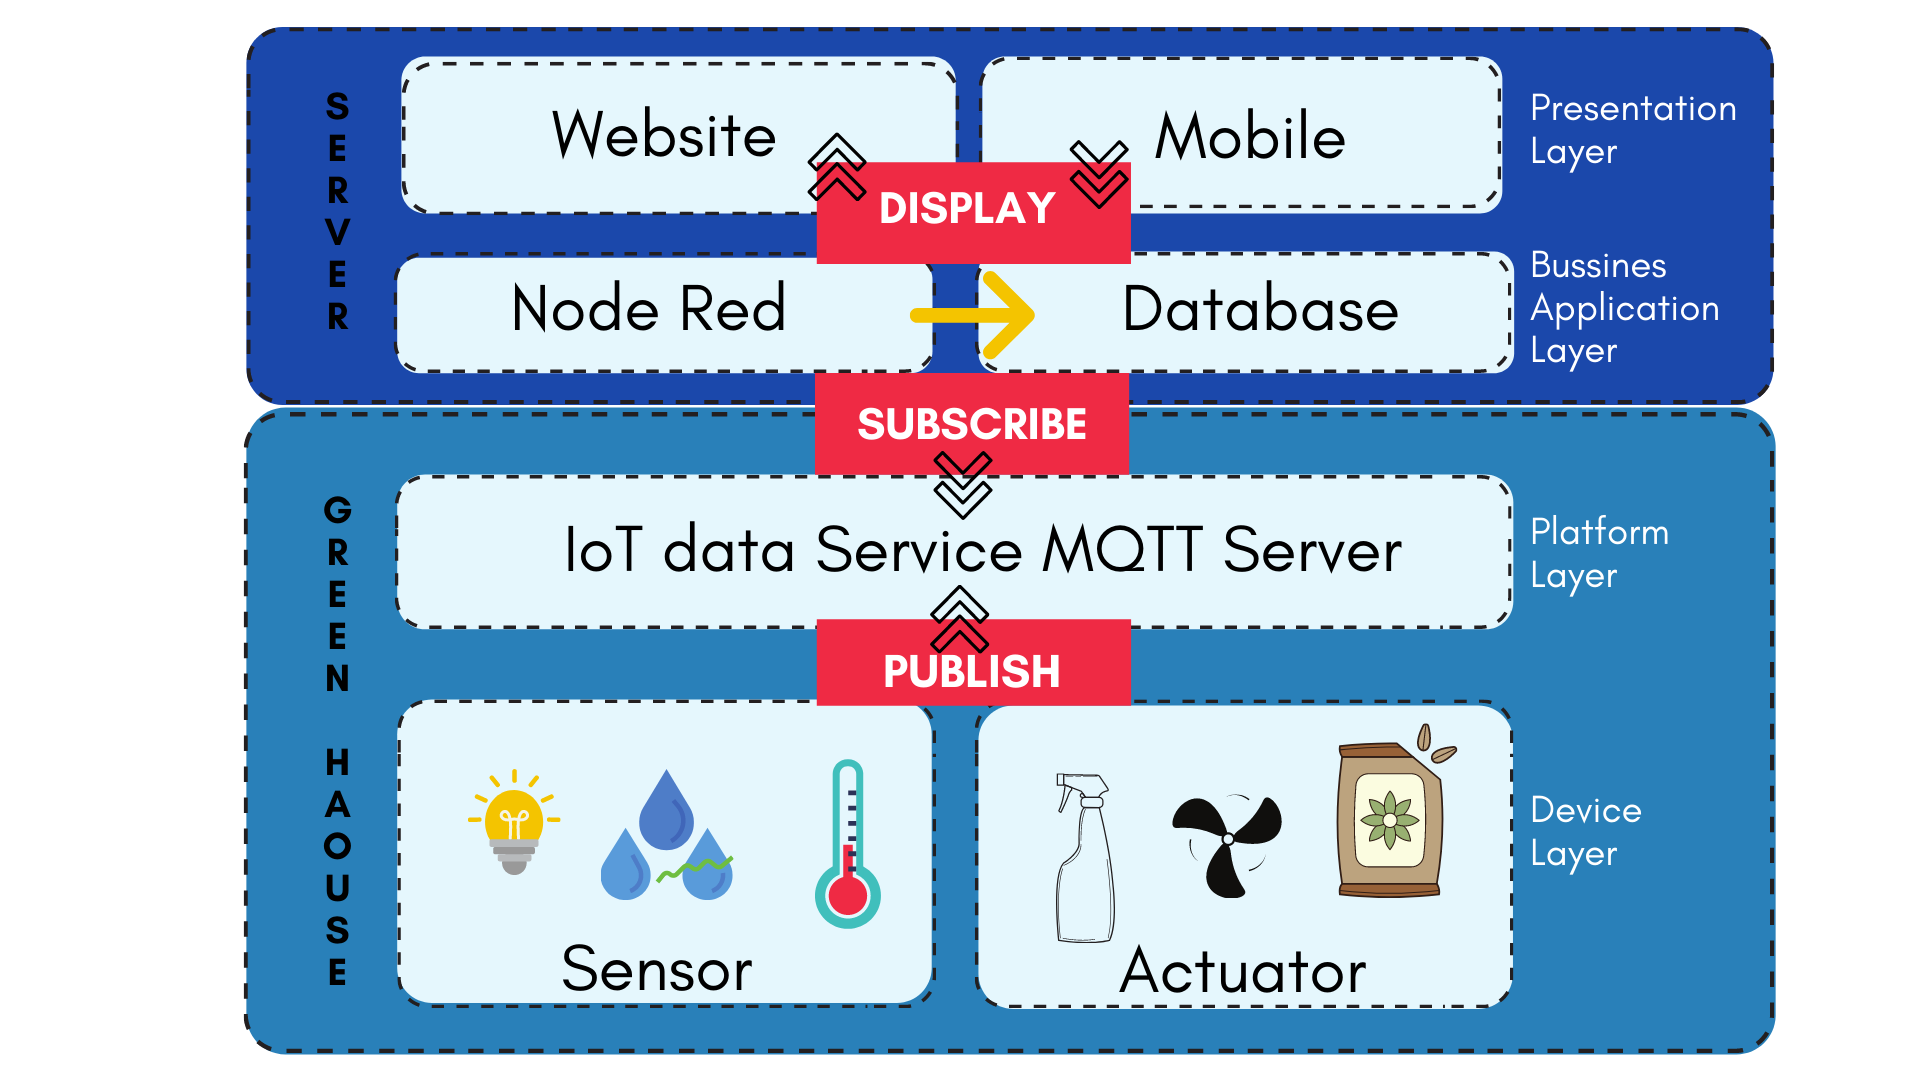 SERVER
Website
Mobile
Presentation
Layer
DISPLAY
Node Red
Database
Bussines
Application
Layer
SUBSCRIBE
GREEN HAOUSE
IoT data Service MQTT Server
Platform
Layer
PUBLISH
Sensor
Actuator
Device
Layer